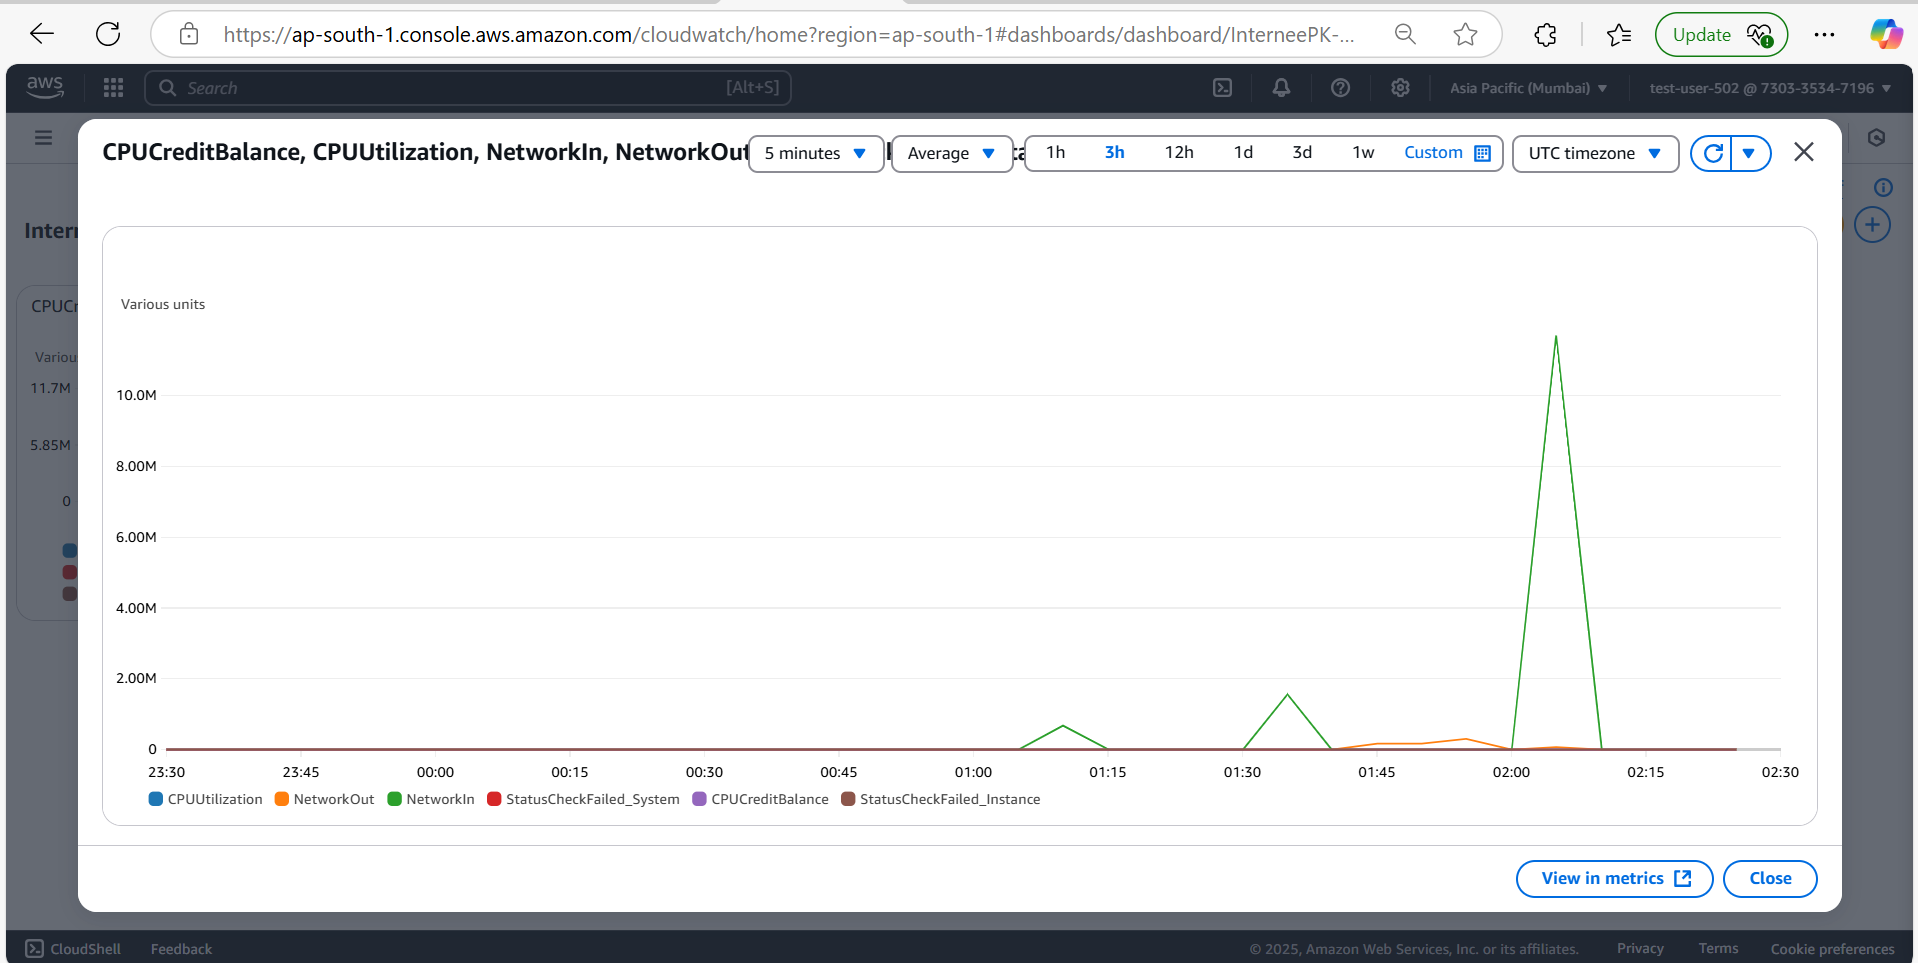 https://ap-south-1.console.aws.amazon.com/cloudwatch/home?region=ap-south-1#dashboards/dashboard/InterneePK-...
Update
aws
Search
[Alt+S]
Asia Pacific (Mumbai)
test-user-502 @ 7303-3534-7196
CPUCreditBalance, CPUUtilization, NetworkIn, NetworkOut
5 minutes
Average
1h
3h
12h
1d
3d
1w
Custom
UTC timezone
Intern
CPUCr
Variou
11.7M
5.85M
0
Various units
10.0M
8.00M
6.00M
4.00M
2.00M
0
23:30
23:45
00:00
00:15
00:30
00:45
01:00
01:15
01:30
01:45
02:00
02:15
02:30
CPUUtilization
NetworkOut
NetworkIn
StatusCheckFailed_System
CPUCreditBalance
StatusCheckFailed_Instance
View in metrics
Close
CloudShell
Feedback
© 2025, Amazon Web Services, Inc. or its affiliates.
Privacy
Terms
Cookie preferences